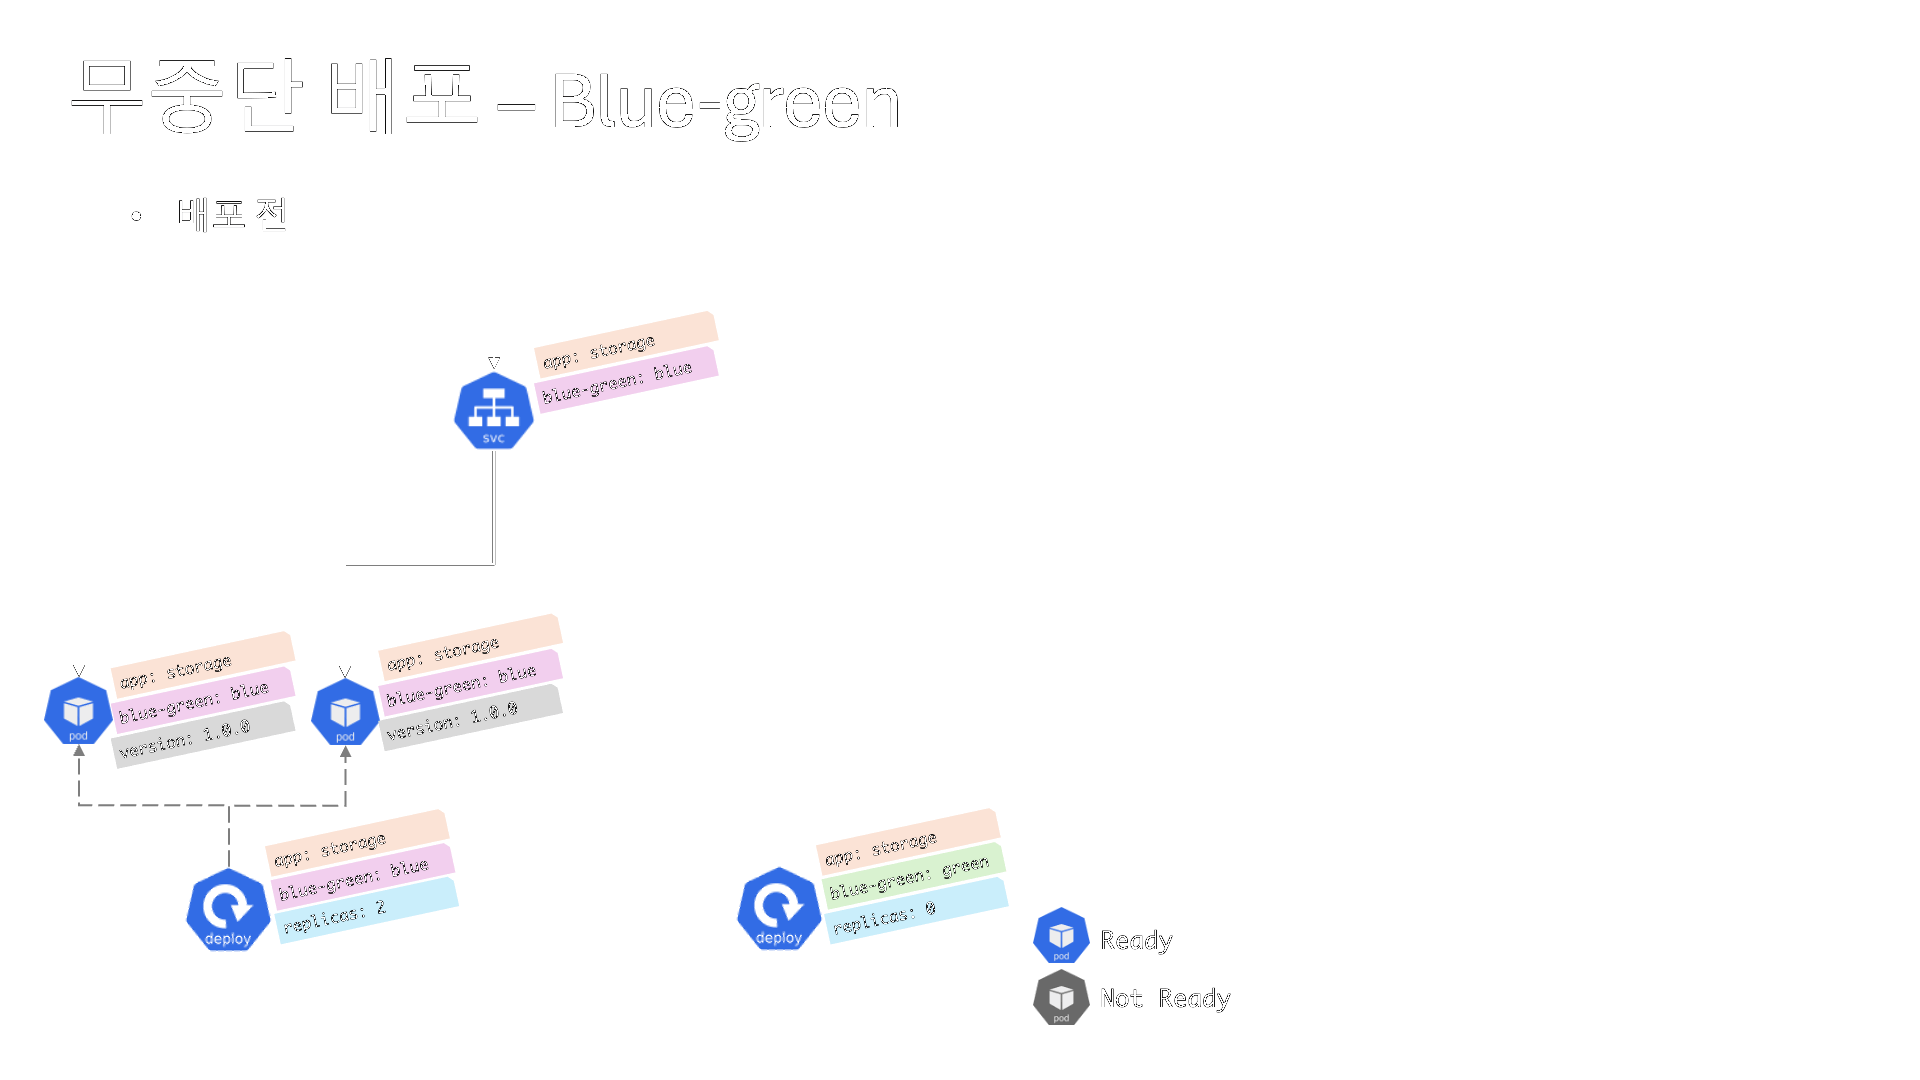 무중단 배포 – Blue-green
• 배포 전
app: storage
blue-green: blue
svc
app: storage
blue-green: blue
version: 1.0.0
pod
app: storage
blue-green: blue
version: 1.0.0
pod
app: storage
blue-green: blue
replicas: 2
deploy
app: storage
blue-green: green
replicas: 0
deploy
pod
Ready
pod
Not Ready